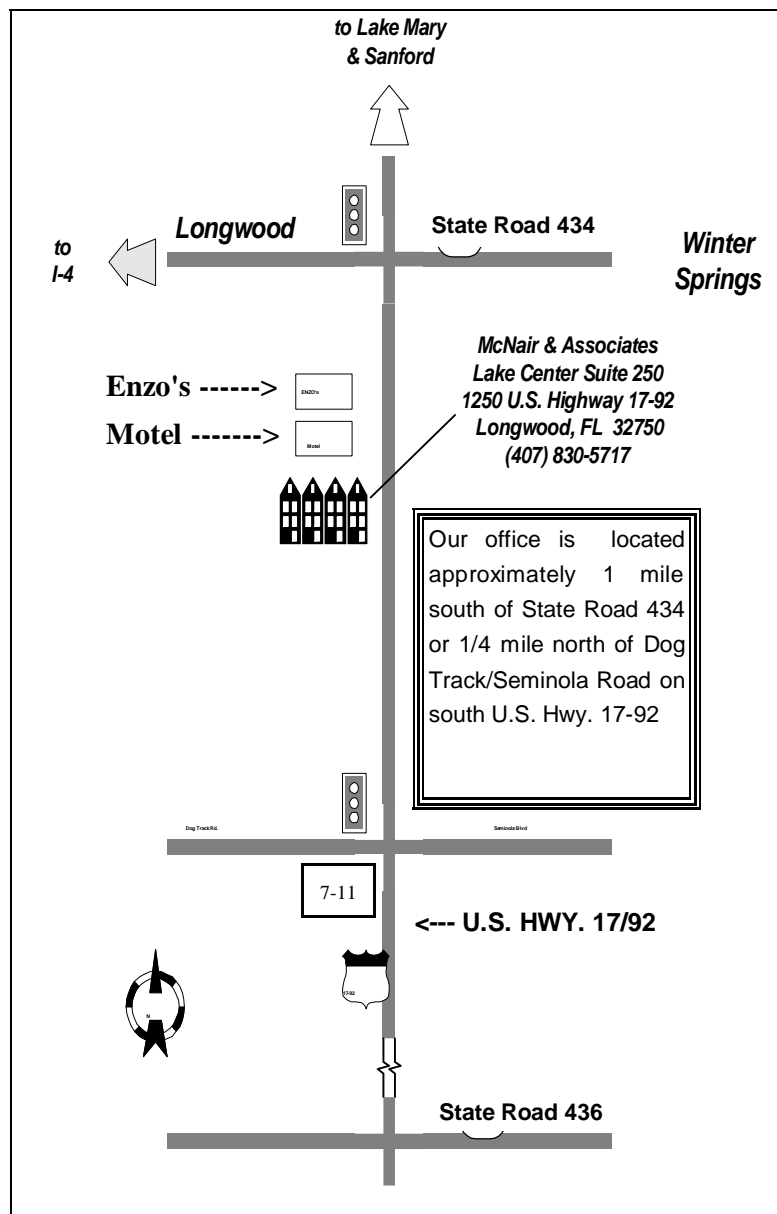 to Lake Mary
& Sanford
Longwood
State Road 434
to
I-4
Winter
Springs
McNair & Associates
Lake Center Suite 250
1250 U.S. Highway 17-92
Longwood, FL  32750
(407) 830-5717
Enzo's ------>
ENZO's
Motel ------->
Motel
Our office is located
approximately 1 mile
south of State Road 434
or 1/4 mile north of Dog
Track/Seminola Road on
south U.S. Hwy. 17-92
Dog Track Rd.
Seminola Blvd
7-11
<--- U.S. HWY. 17/92
17-92
N
State Road 436